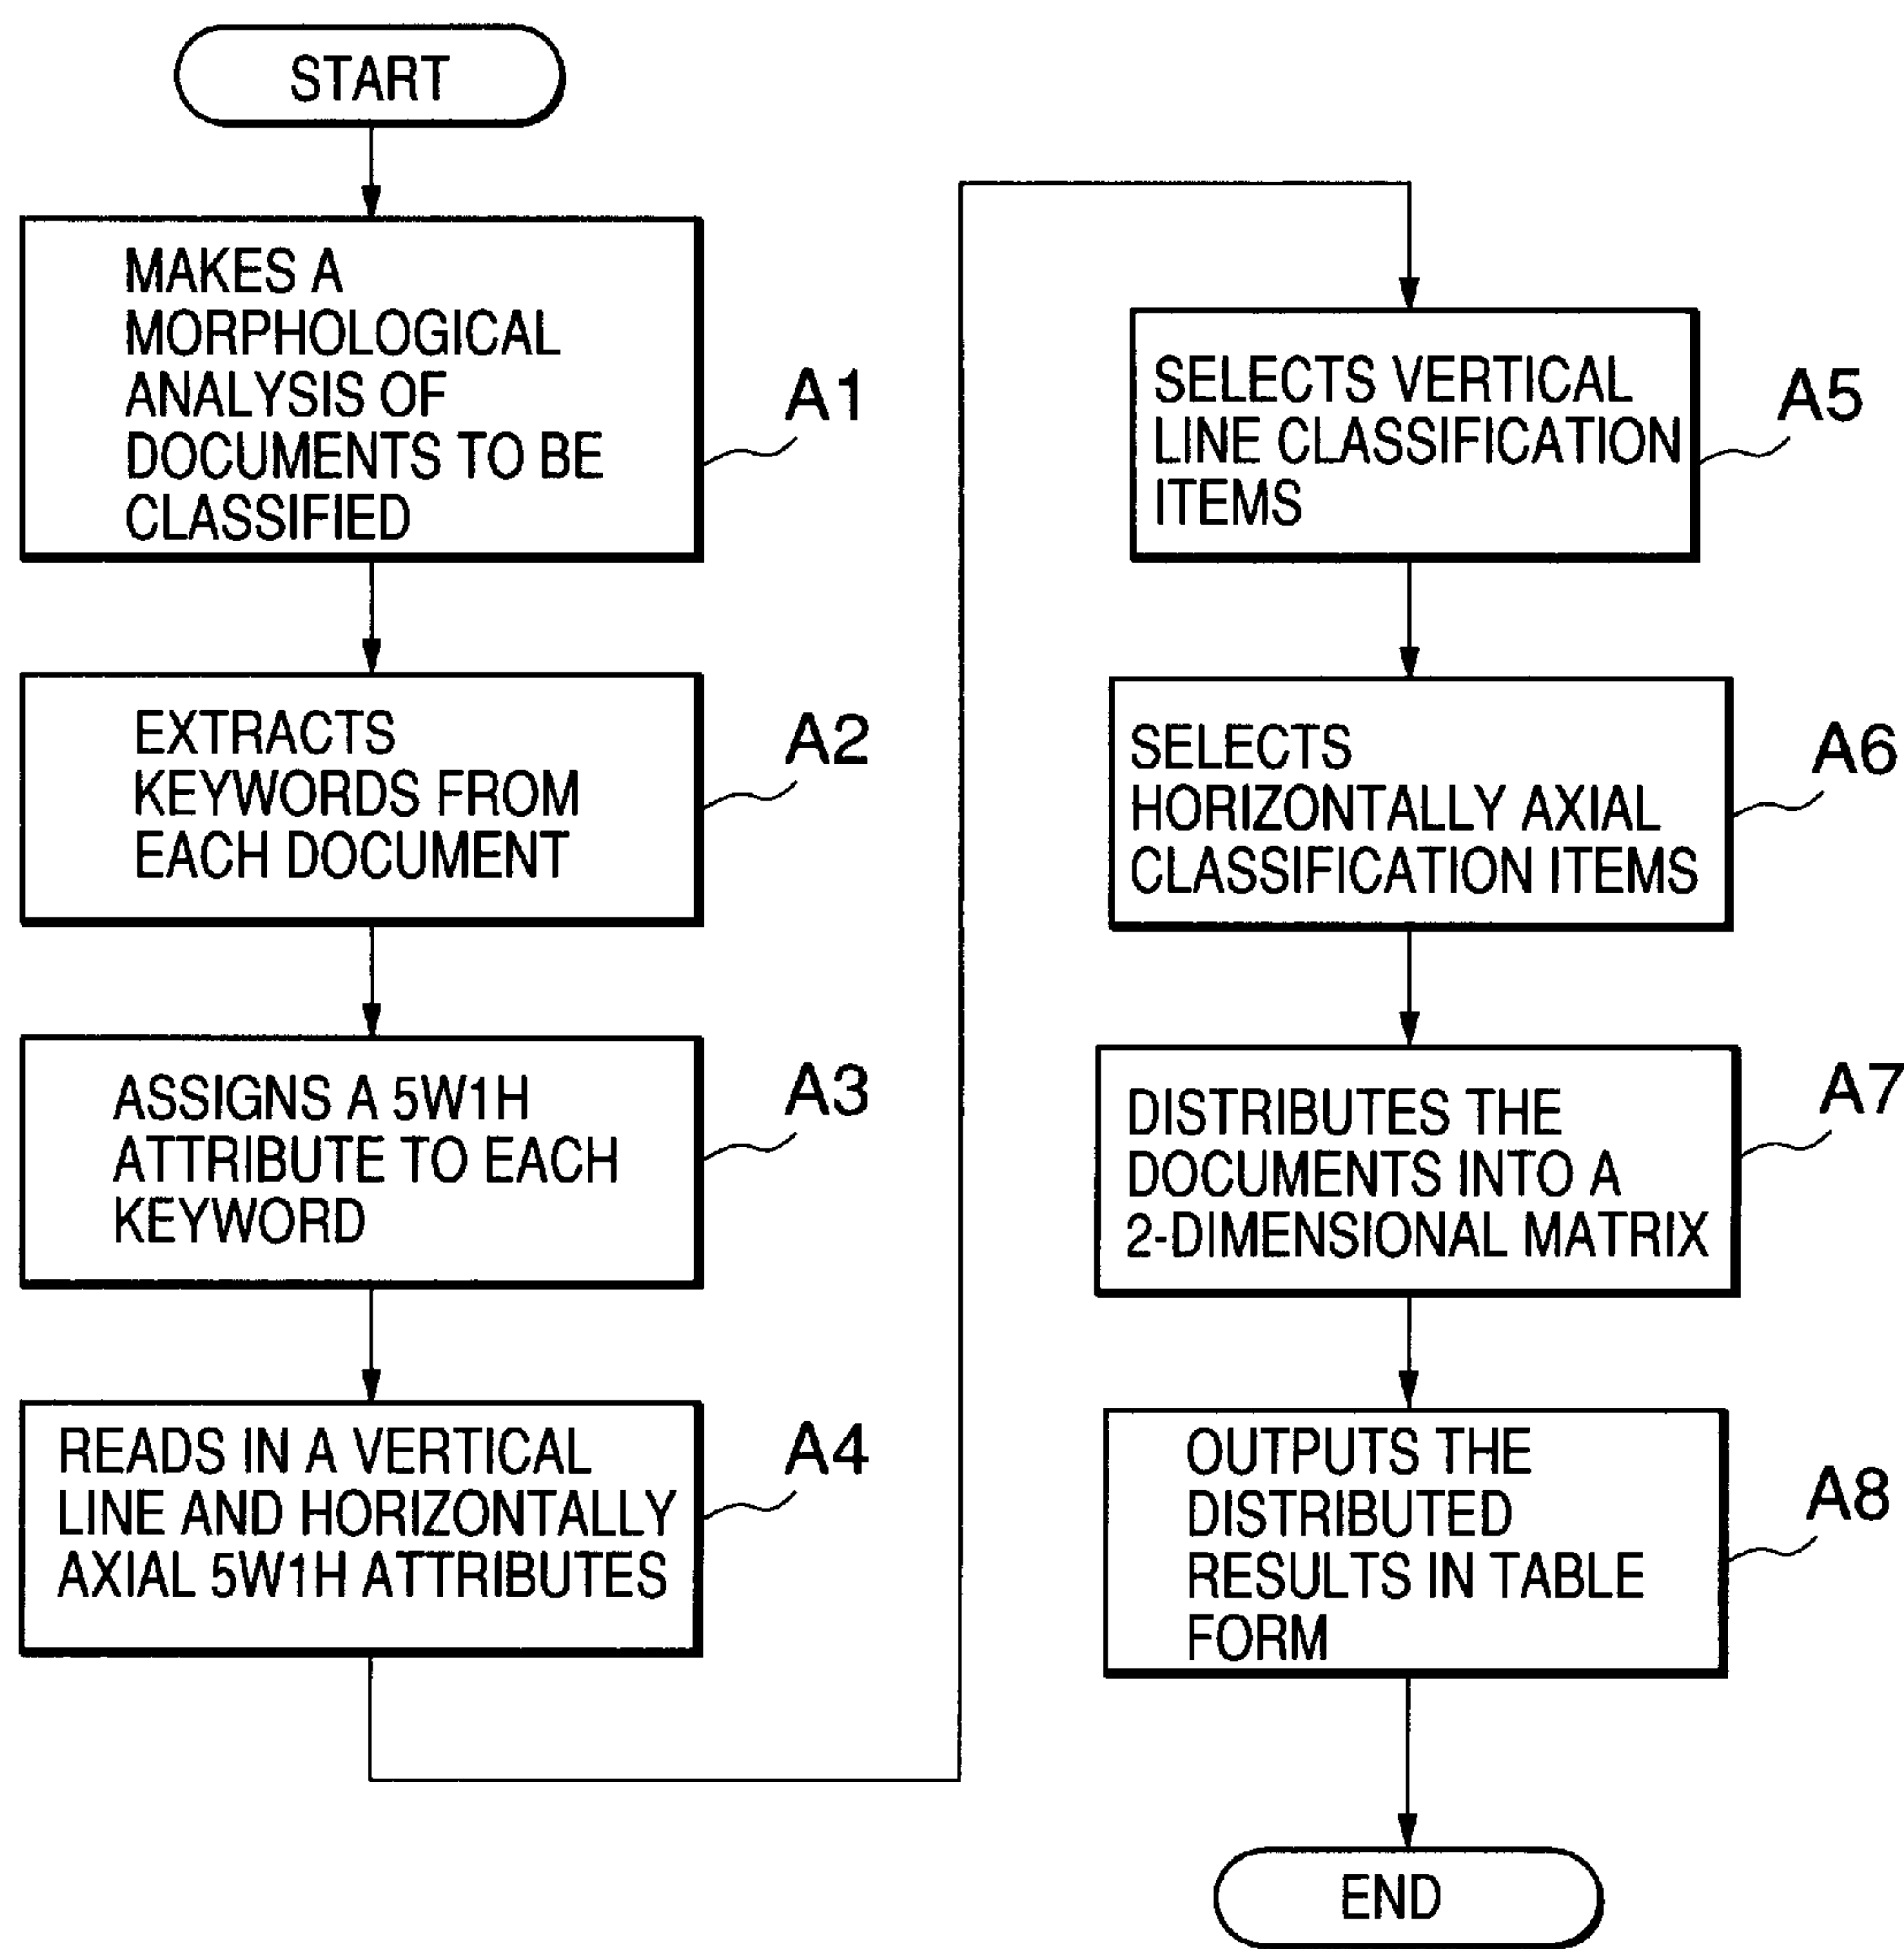 START
MAKES A
MORPHOLOGICAL
ANALYSIS OF
DOCUMENTS TO BE
CLASSIFIED
A1
EXTRACTS
KEYWORDS FROM
EACH DOCUMENT
A2
ASSIGNS A 5W1H
ATTRIBUTE TO EACH
KEYWORD
A3
READS IN A VERTICAL
LINE AND HORIZONTALLY
AXIAL 5W1H ATTRIBUTES
A4
SELECTS VERTICAL
LINE CLASSIFICATION
ITEMS
A5
SELECTS
HORIZONTALLY AXIAL
CLASSIFICATION ITEMS
A6
DISTRIBUTES THE
DOCUMENTS INTO A
2-DIMENSIONAL MATRIX
A7
OUTPUTS THE
DISTRIBUTED
RESULTS IN TABLE
FORM
A8
END